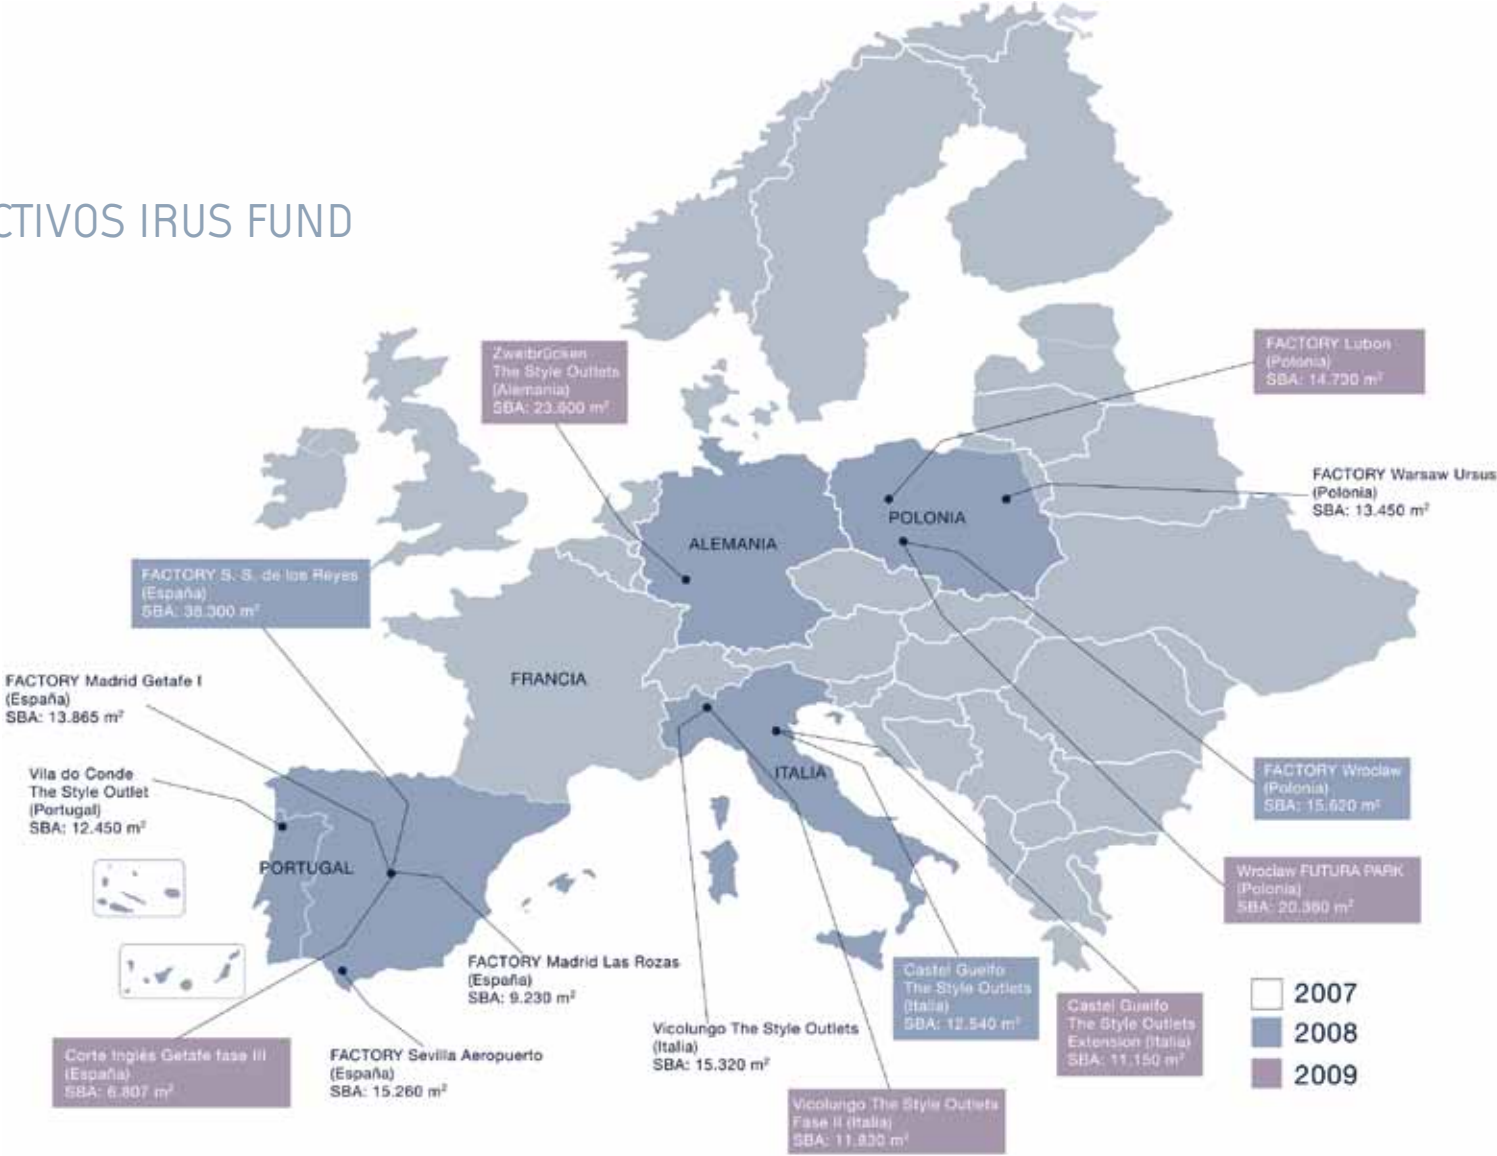 CTIVOS IRUS FUND
Zweibrücken
The Style Outlets
(Alemania)
SBA: 23.600 m²
FACTORY Lubon
(Polonia)
SBA: 14.730 m²
FACTORY Warsaw Ursus
(Polonia)
SBA: 13.450 m²
POLONIA
ALEMANIA
FACTORY S. S. de los Reyes
(España)
SBA: 38.300 m²
FRANCIA
FACTORY Madrid Getafe I
(España)
SBA: 13.865 m²
Vila do Conde
The Style Outlet
(Portugal)
SBA: 12.450 m²
ITALIA
FACTORY Wroclaw
(Polonia)
SBA: 15.620 m²
PORTUGAL
Wroclaw FUTURA PARK
(Polonia)
SBA: 20.380 m²
FACTORY Madrid Las Rozas
(España)
SBA: 9.230 m²
Castel Guelfo
The Style Outlets
(Italia)
SBA: 12.540 m²
Castel Guelfo
The Style Outlets
Extension (Italia)
SBA: 11.150 m²
Vicolungo The Style Outlets
(Italia)
SBA: 15.320 m²
Corte Inglés Getafe fase III
(España)
SBA: 6.807 m²
FACTORY Sevilla Aeropuerto
(España)
SBA: 15.260 m²
Vicolungo The Style Outlets
Fase II (Italia)
SBA: 11.830 m²
2007
2008
2009